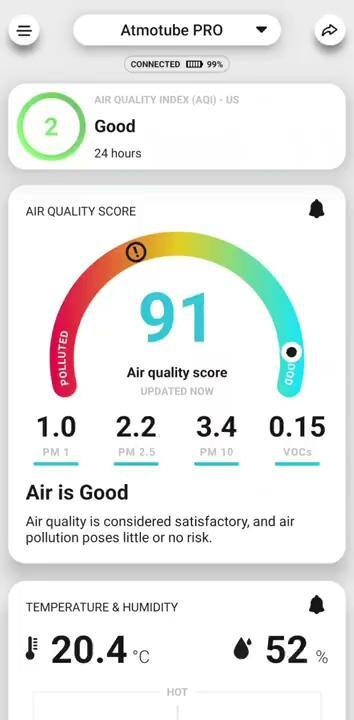 Atmotube PRO
CONNECTED 99%
AIR QUALITY INDEX (AQI) - US
2
Good
24 hours
AIR QUALITY SCORE
POLLUTED
91
Air quality score
UPDATED NOW
1.0 2.2 3.4 0.15
PM 1 PM 2.5 PM 10 VOCs
Air is Good
Air quality is considered satisfactory, and air
pollution poses little or no risk.
TEMPERATURE & HUMIDITY
20.4 °C 52 %
HOT